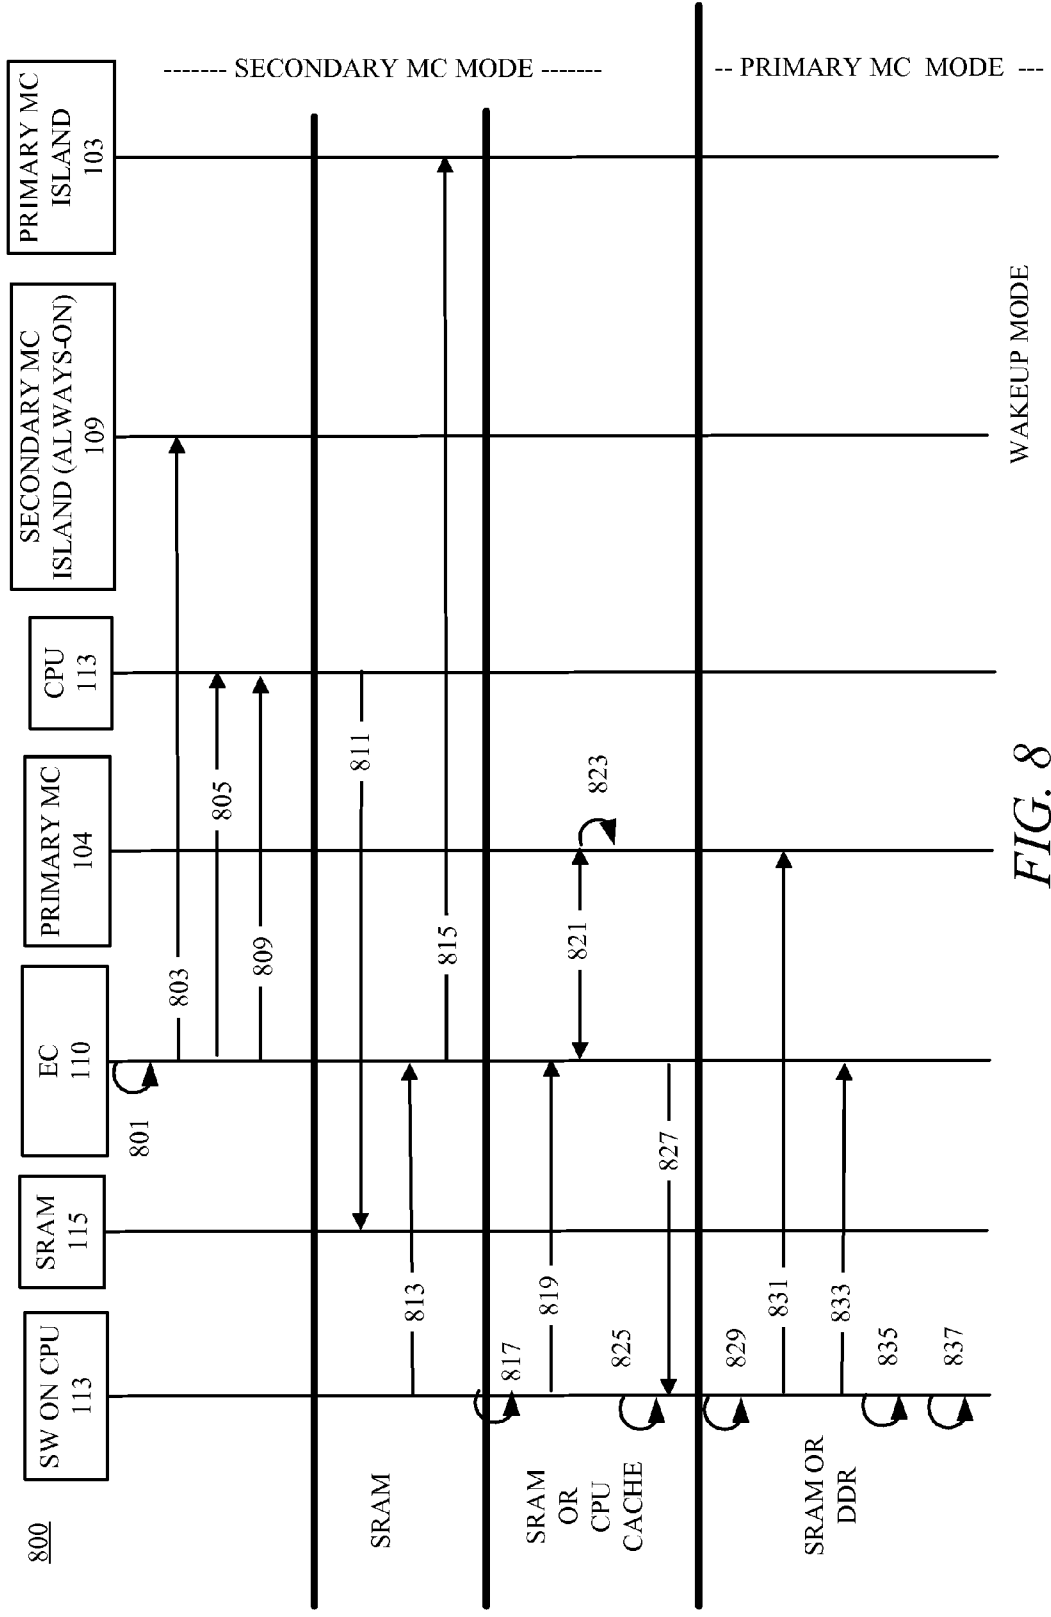 800
SW ON CPU
113
SRAM
115
EC
110
PRIMARY MC
104
CPU
113
SECONDARY MC
ISLAND (ALWAYS-ON)
109
PRIMARY MC
ISLAND
103
801
803
805
809
------- SECONDARY MC MODE -------
SRAM
811
813
815
SRAM
OR
CPU
CACHE
817
819
821
823
825
827
-- PRIMARY MC MODE ---
SRAM OR
DDR
829
831
833
835
837
WAKEUP MODE
FIG. 8